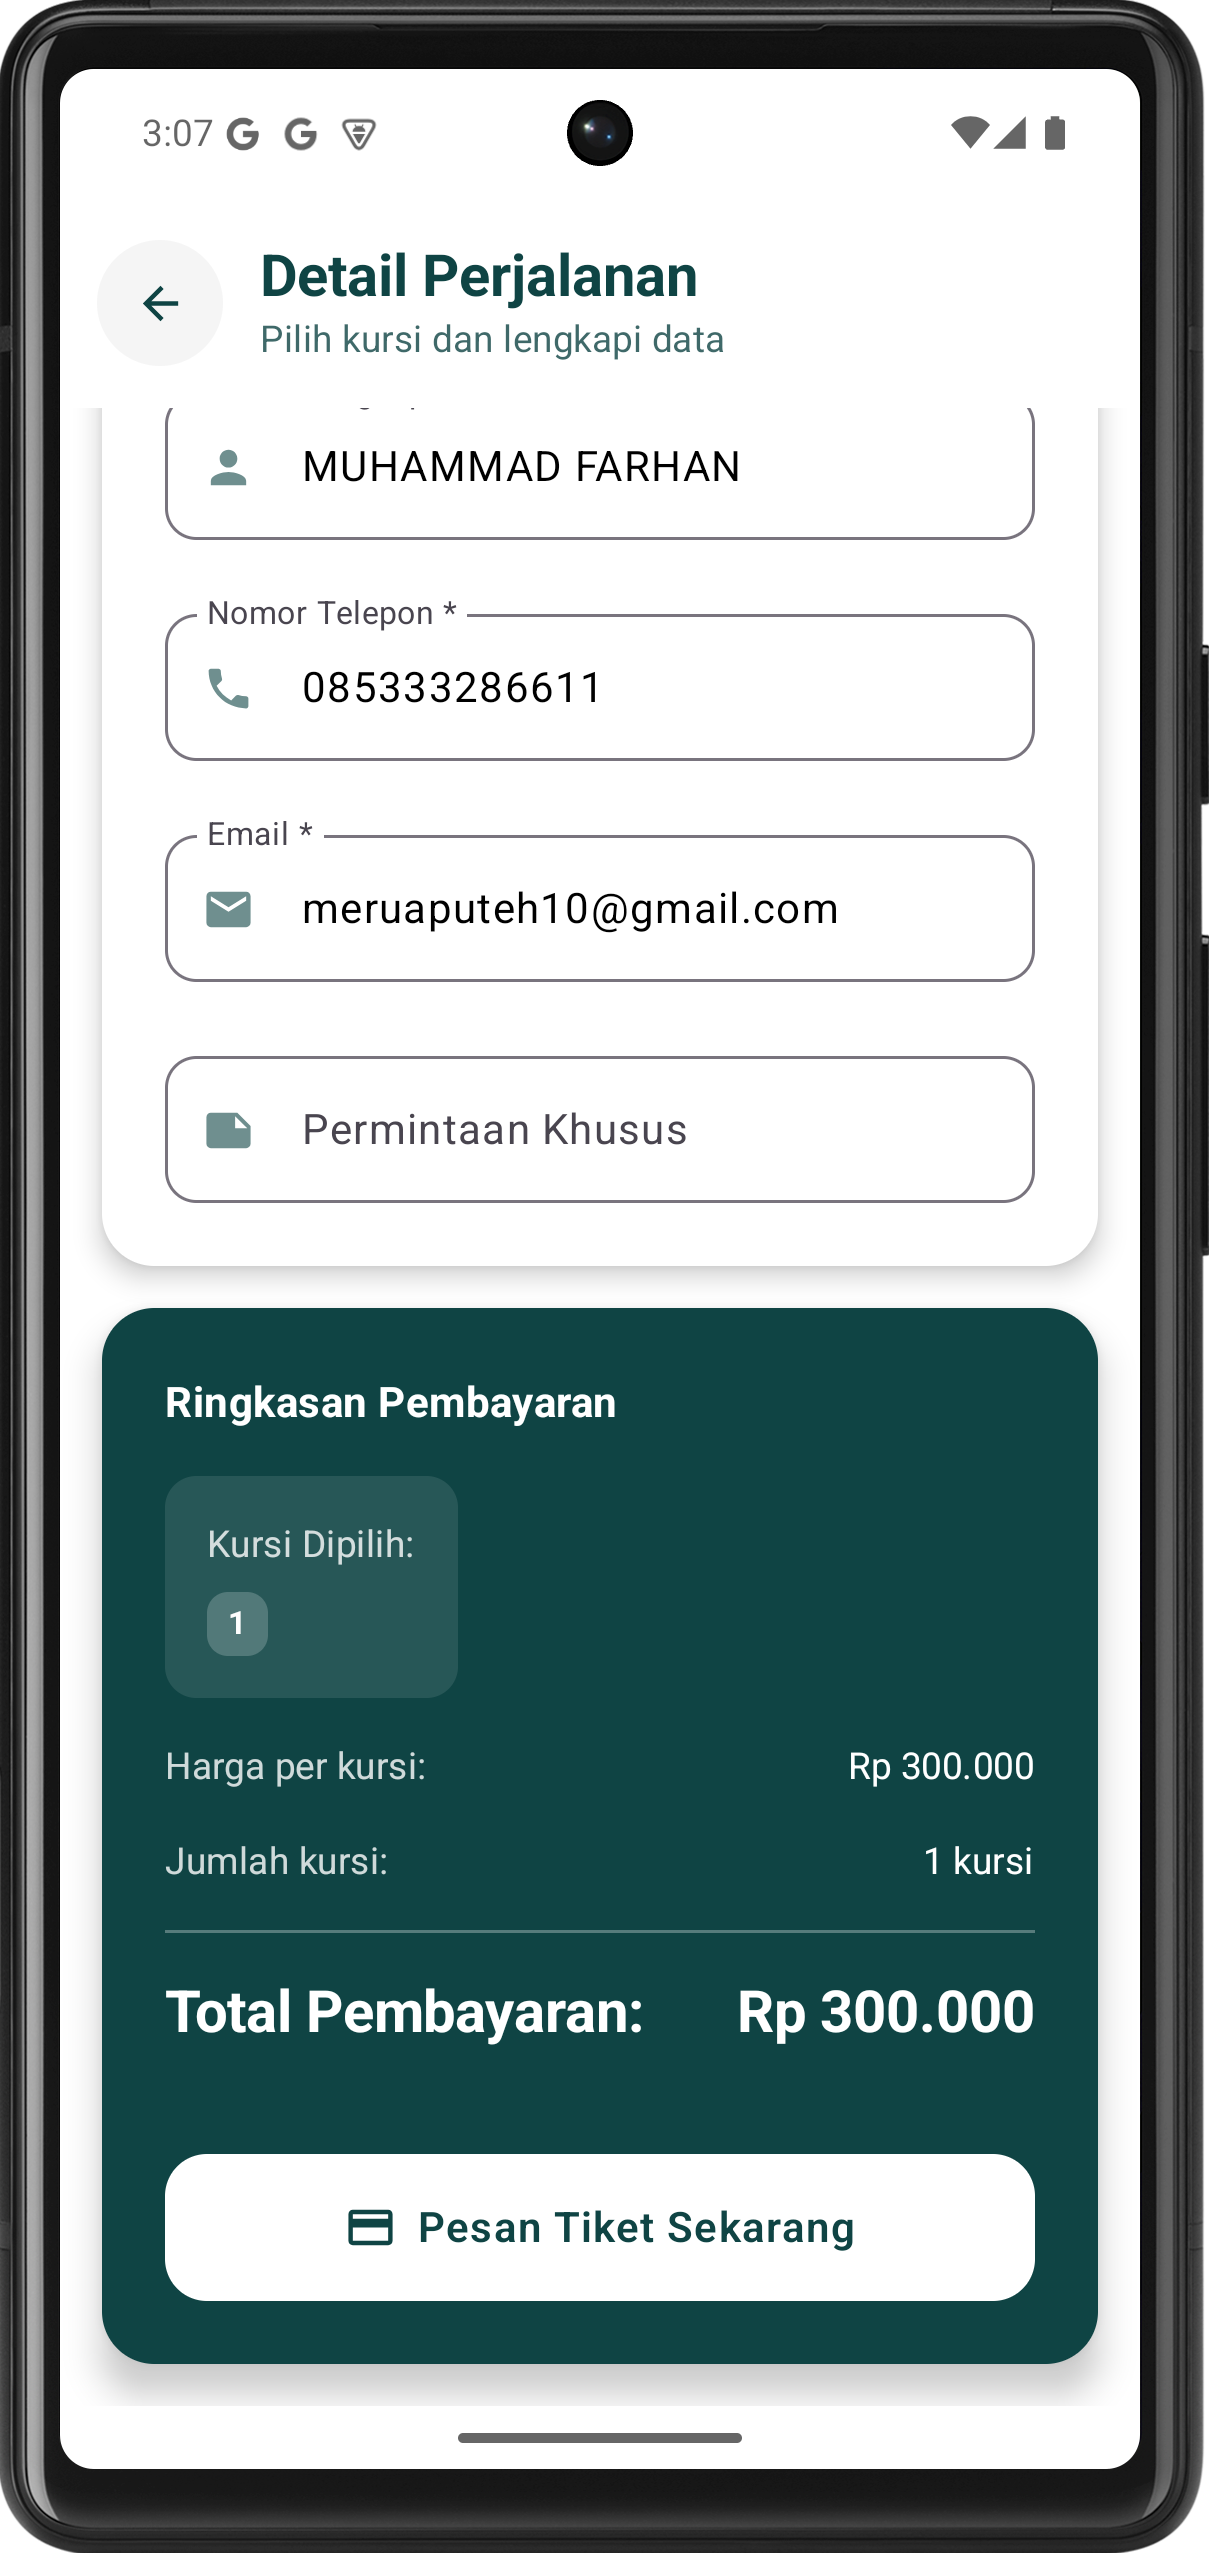 3:07
Detail Perjalanan
Pilih kursi dan lengkapi data
MUHAMMAD FARHAN
Nomor Telepon *
085333286611
Email *
meruaputeh10@gmail.com
Permintaan Khusus
Ringkasan Pembayaran
Kursi Dipilih:
1
Harga per kursi: Rp 300.000
Jumlah kursi: 1 kursi
Total Pembayaran: Rp 300.000
Pesan Tiket Sekarang